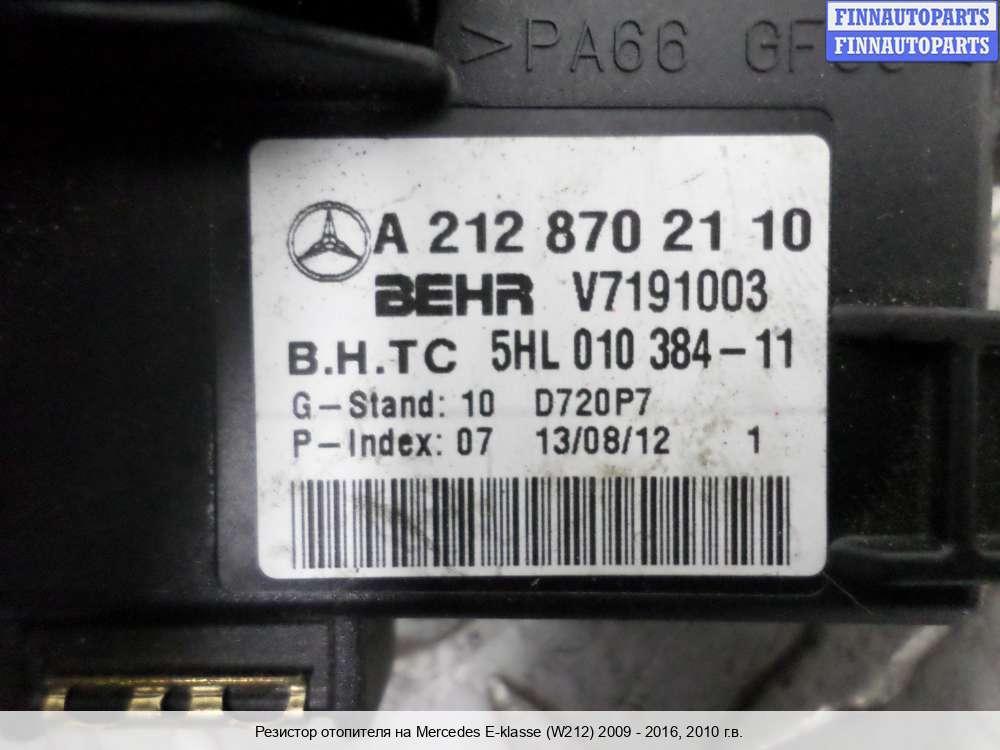 FINNAUTOPARTS
FINNAUTOPARTS
>PA66
A 212 870 21 10
BEHR V7191003
B.H.TC 5HL 010 384-11
G-Stand: 10 D720P7
P-Index: 07 13/08/12 1
Резистор отопителя на Mercedes E-klasse (W212) 2009 - 2016, 2010 г.в.